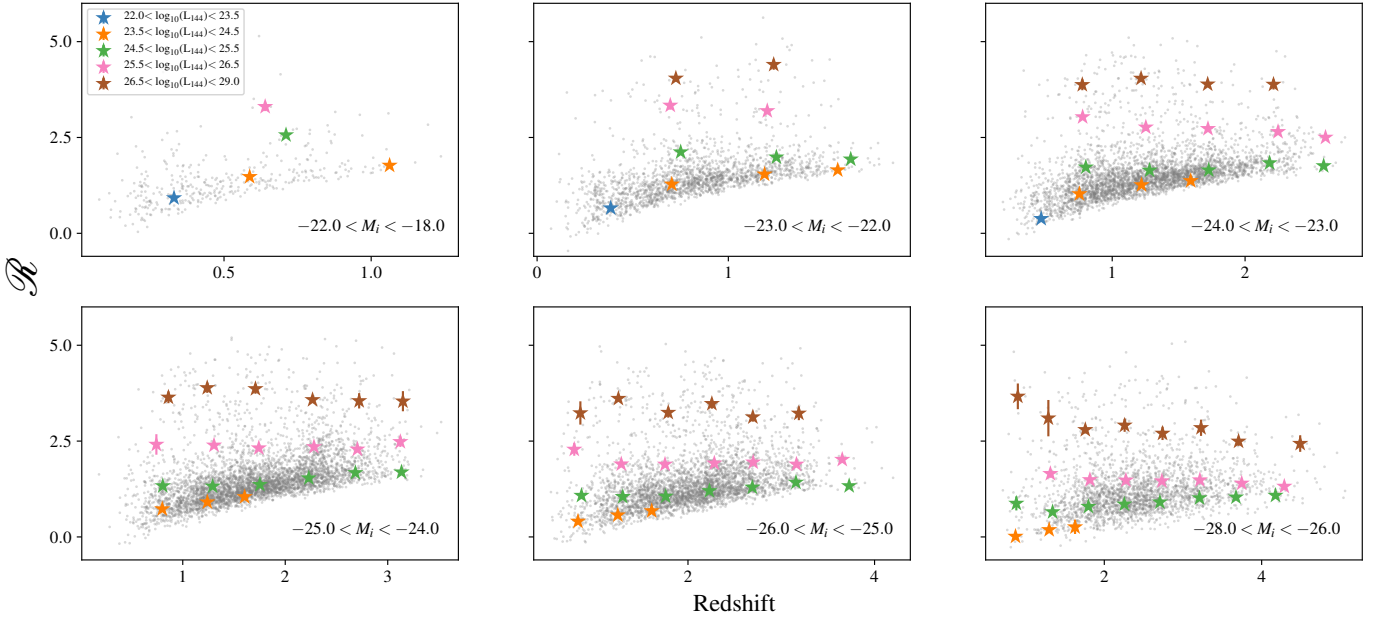 22.0 < log₁₀(L₁₄₄) < 23.5
23.5 < log₁₀(L₁₄₄) < 24.5
24.5 < log₁₀(L₁₄₄) < 25.5
25.5 < log₁₀(L₁₄₄) < 26.5
26.5 < log₁₀(L₁₄₄) < 29.0
5.0
2.5
0.0
−22.0 < Mᵢ < −18.0
−23.0 < Mᵢ < −22.0
−24.0 < Mᵢ < −23.0
0.5 1.0
0 1
1 2
ℛ
5.0
2.5
0.0
−25.0 < Mᵢ < −24.0
−26.0 < Mᵢ < −25.0
−28.0 < Mᵢ < −26.0
1 2 3
2 4
2 4
Redshift